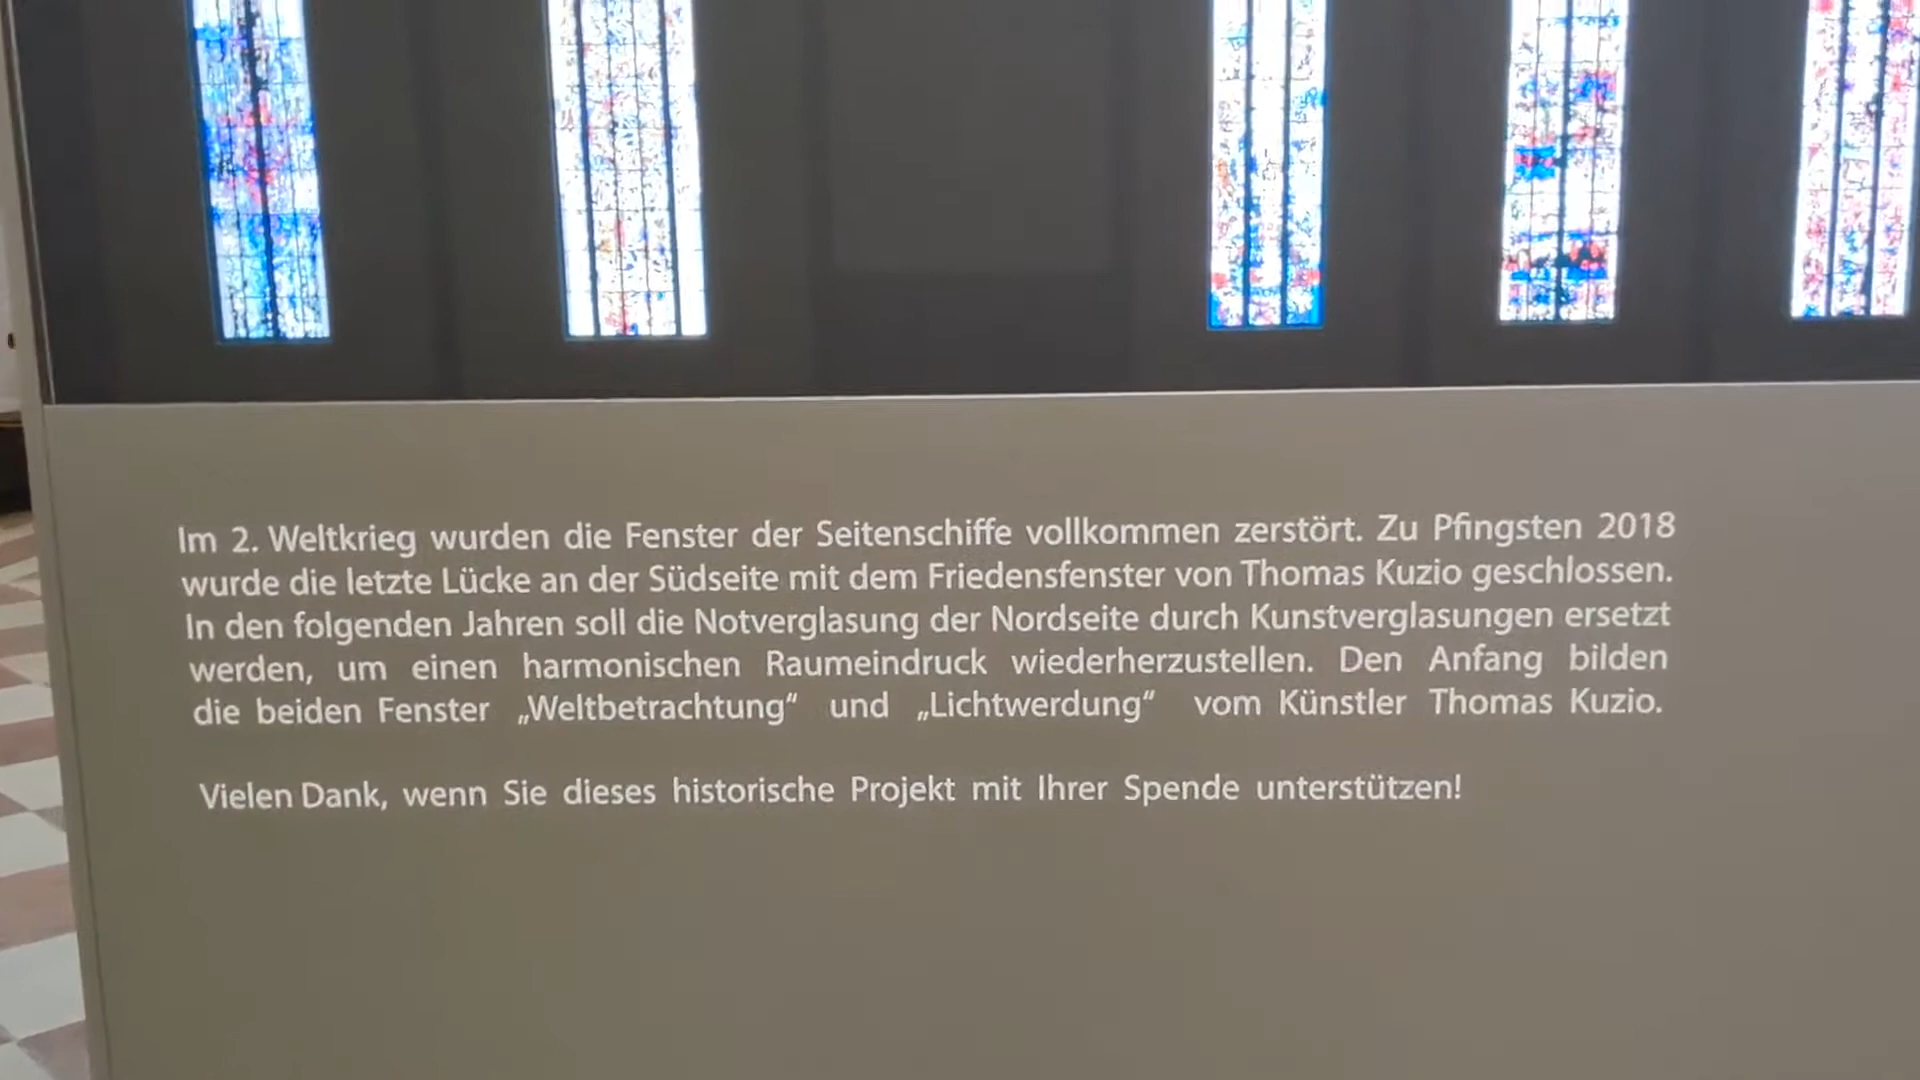 Im 2. Weltkrieg wurden die Fenster der Seitenschiffe vollkommen zerstört. Zu Pfingsten 2018
wurde die letzte Lücke an der Südseite mit dem Friedensfenster von Thomas Kuzio geschlossen.
In den folgenden Jahren soll die Notverglasung der Nordseite durch Kunstverglasungen ersetzt
werden, um einen harmonischen Raumeindruck wiederherzustellen. Den Anfang bilden
die beiden Fenster „Weltbetrachtung“ und „Lichtwerdung“ vom Künstler Thomas Kuzio.
Vielen Dank, wenn Sie dieses historische Projekt mit Ihrer Spende unterstützen!